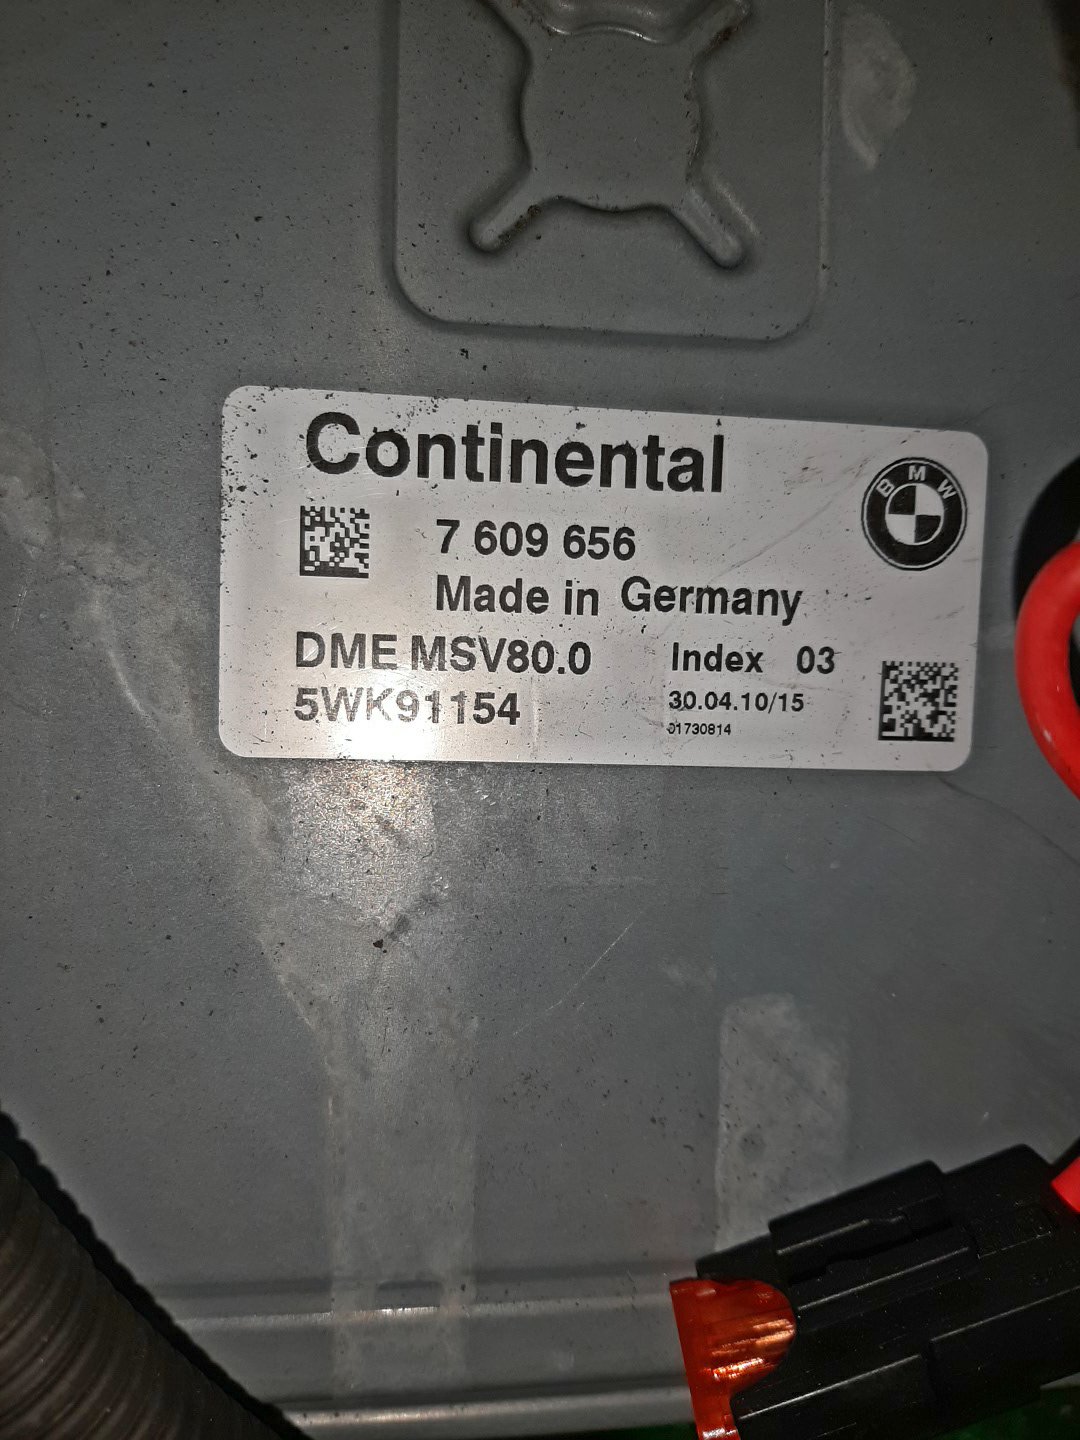 Continental
BMW
7 609 656
Made in Germany
DME MSV80.0 Index 03
5WK91154 30.04.10/15
01730814